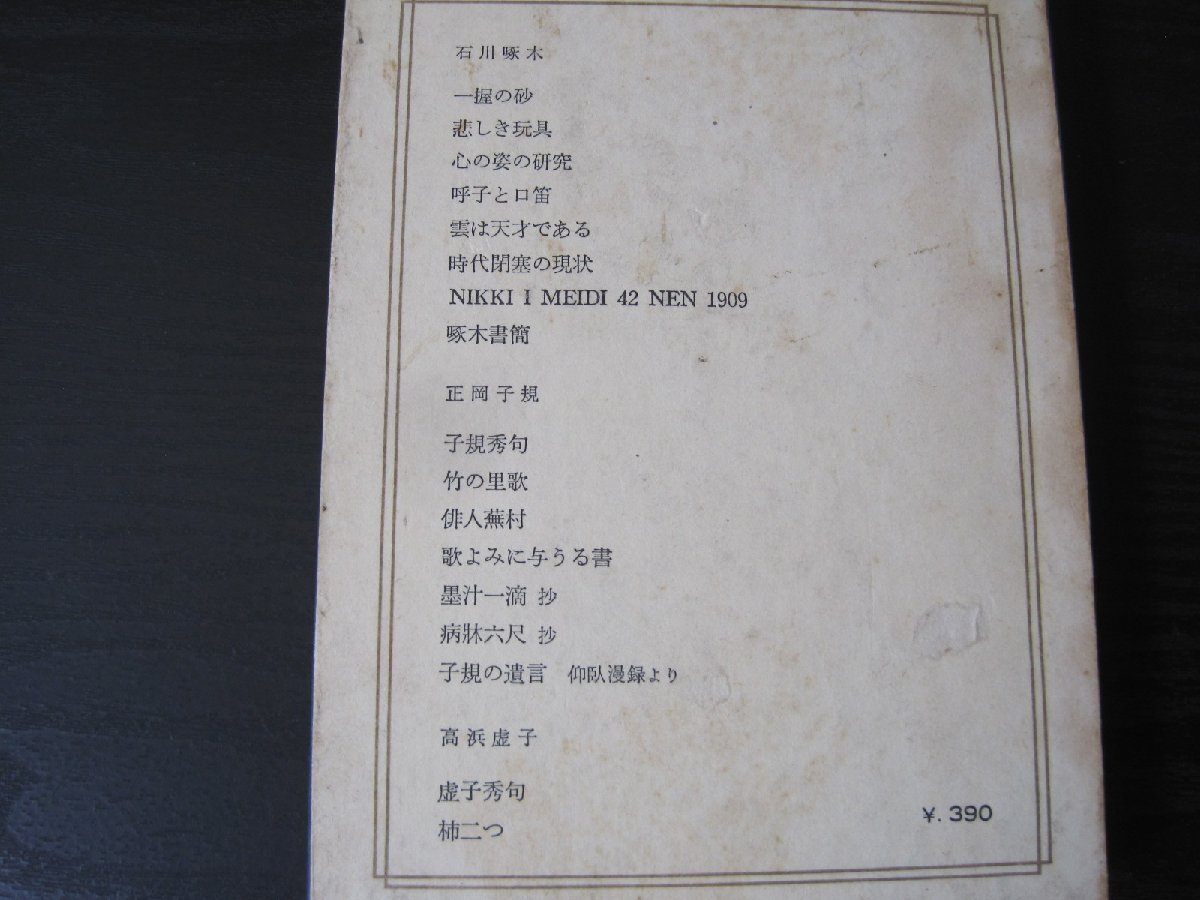 石川啄木
一握の砂
悲しき玩具
心の姿の研究
呼子と口笛
雲は天才である
時代閉塞の現状
NIKKI I MEIDI 42 NEN 1909
啄木書簡
正岡子規
子規秀句
竹の里歌
俳人蕪村
歌よみに与うる書
墨汁一滴 抄
病牀六尺 抄
子規の遺言 仰臥漫録より
高浜虚子
虚子秀句
柿二つ
¥. 390